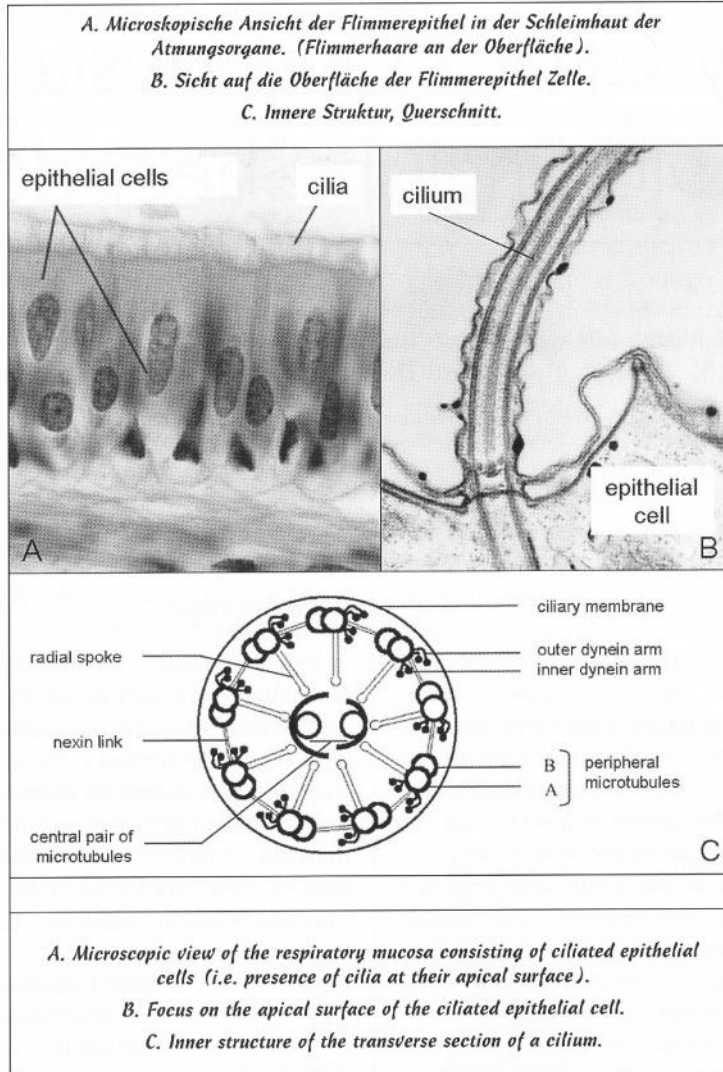 A. Mikroskopische Ansicht der Flimmerepithel in der Schleimhaut der
Atmungsorgane. (Flimmerhaare an der Oberfläche).
B. Sicht auf die Oberfläche der Flimmerepithel Zelle.
C. Innere Struktur, Querschnitt.
epithelial cells
cilia
A
cilium
epithelial
cell
B
ciliary membrane
radial spoke
outer dynein arm
inner dynein arm
nexin link
B
A
peripheral
microtubules
central pair of
microtubules
C
A. Microscopic view of the respiratory mucosa consisting of ciliated epithelial
cells (i.e. presence of cilia at their apical surface).
B. Focus on the apical surface of the ciliated epithelial cell.
C. Inner structure of the transverse section of a cilium.